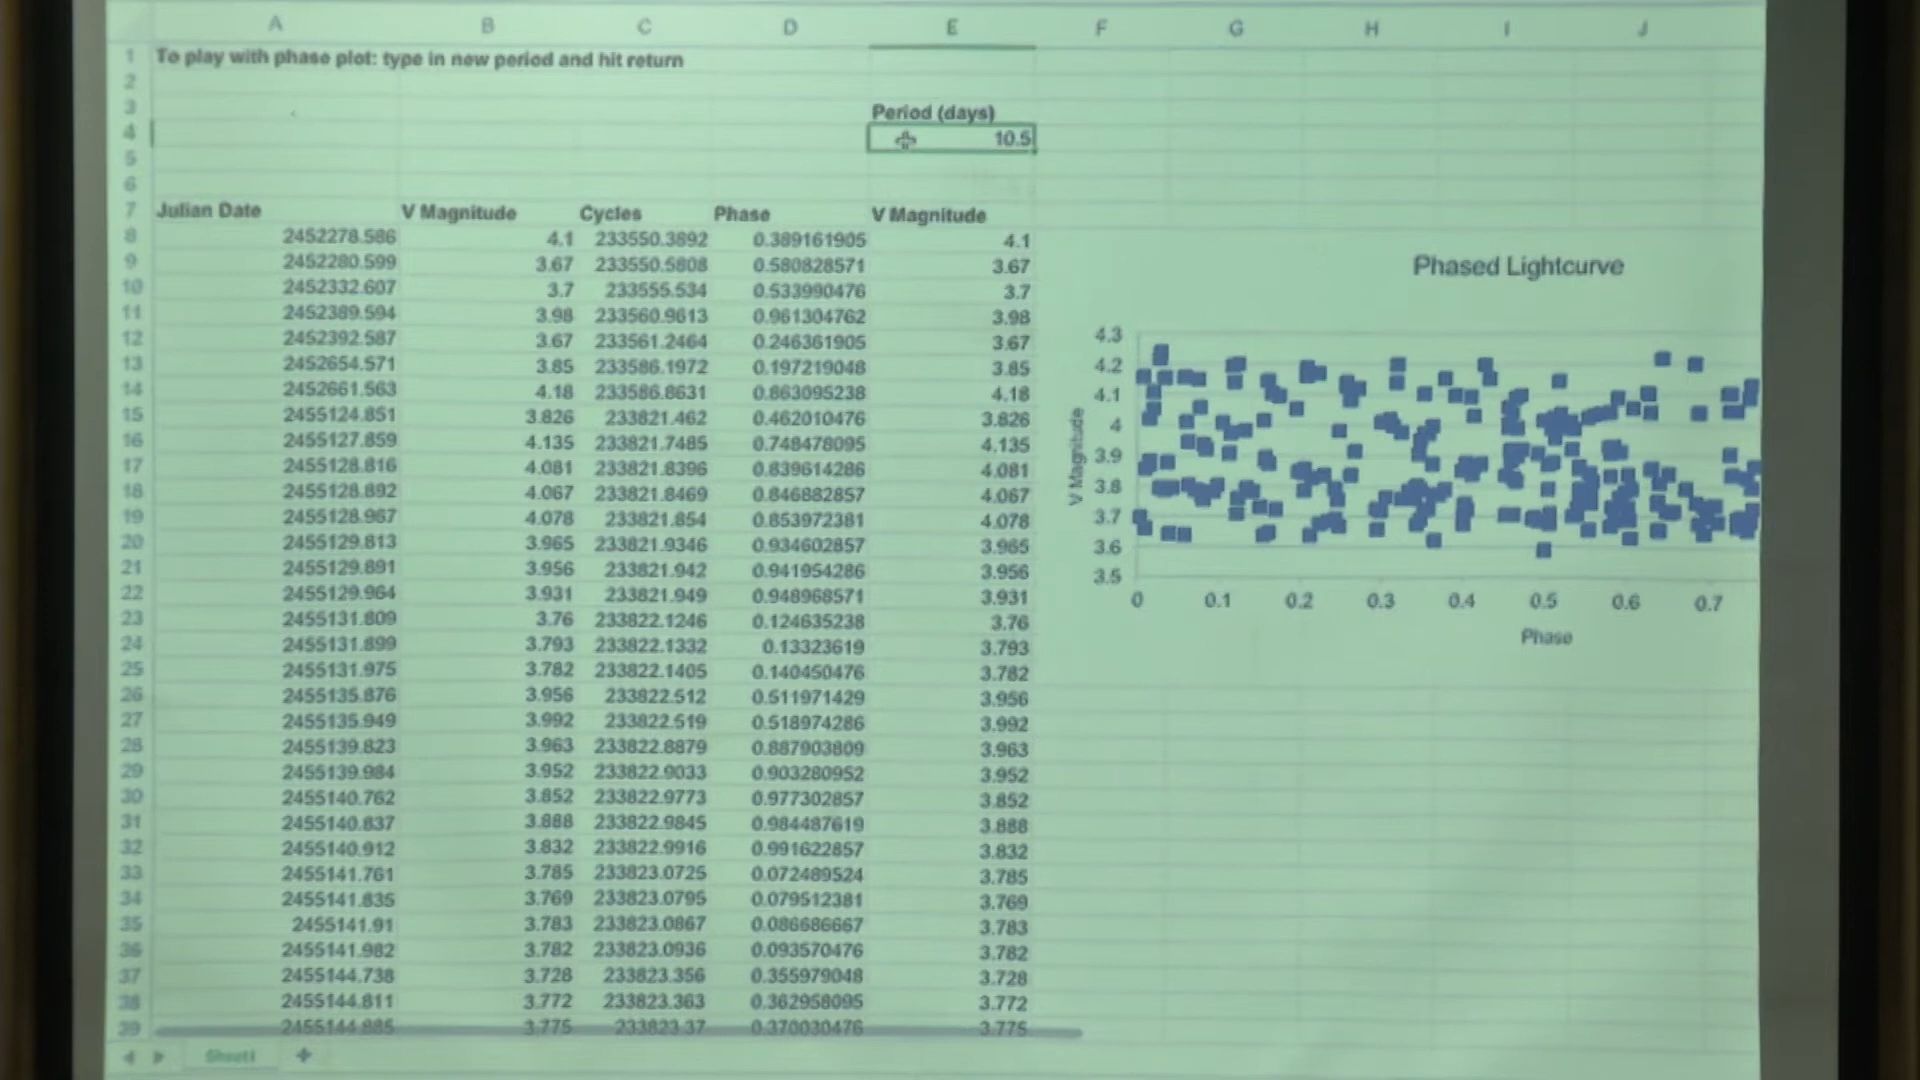 A B C D E F G H I J
1 To play with phase plot: type in new period and hit return
2
3 Period (days)
4 10.5
5
6
7 Julian Date V Magnitude Cycles Phase V Magnitude
8 2452278.586 4.1 233550.3892 0.389161905 4.1
9 2452280.599 3.67 233550.5808 0.580828571 3.67
10 2452332.607 3.7 233555.534 0.533990476 3.7
11 2452389.594 3.98 233560.9613 0.961304762 3.98
12 2452392.587 3.67 233561.2464 0.246361905 3.67
13 2452654.571 3.85 233586.1972 0.197219048 3.85
14 2452661.563 4.18 233586.8631 0.863095238 4.18
15 2455124.851 3.826 233821.462 0.462010476 3.826
16 2455127.859 4.135 233821.7485 0.748478095 4.135
17 2455128.816 4.081 233821.8396 0.839614286 4.081
18 2455128.892 4.067 233821.8469 0.846882857 4.067
19 2455128.967 4.078 233821.854 0.853972381 4.078
20 2455129.813 3.965 233821.9346 0.934602857 3.965
21 2455129.891 3.956 233821.942 0.941954286 3.956
22 2455129.964 3.931 233821.949 0.948968571 3.931
23 2455131.809 3.76 233822.1246 0.124635238 3.76
24 2455131.899 3.793 233822.1332 0.13323619 3.793
25 2455131.975 3.782 233822.1405 0.140450476 3.782
26 2455135.876 3.956 233822.512 0.511971429 3.956
27 2455135.949 3.992 233822.519 0.518974286 3.992
28 2455139.823 3.963 233822.8879 0.887903809 3.963
29 2455139.984 3.952 233822.9033 0.903280952 3.952
30 2455140.762 3.852 233822.9773 0.977302857 3.852
31 2455140.837 3.888 233822.9845 0.984487619 3.888
32 2455140.912 3.832 233822.9916 0.991622857 3.832
33 2455141.761 3.785 233823.0725 0.072489524 3.785
34 2455141.835 3.769 233823.0795 0.079512381 3.769
35 2455141.91 3.783 233823.0867 0.086686667 3.783
36 2455141.982 3.782 233823.0936 0.093570476 3.782
37 2455144.738 3.728 233823.356 0.355979048 3.728
38 2455144.811 3.772 233823.363 0.362958095 3.772
39 2455144.885 3.775 233823.37 0.370030476 3.775
Phased Lightcurve
V Magnitude
4.3
4.2
4.1
4
3.9
3.8
3.7
3.6
3.5
0 0.1 0.2 0.3 0.4 0.5 0.6 0.7
Phase
Sheet1